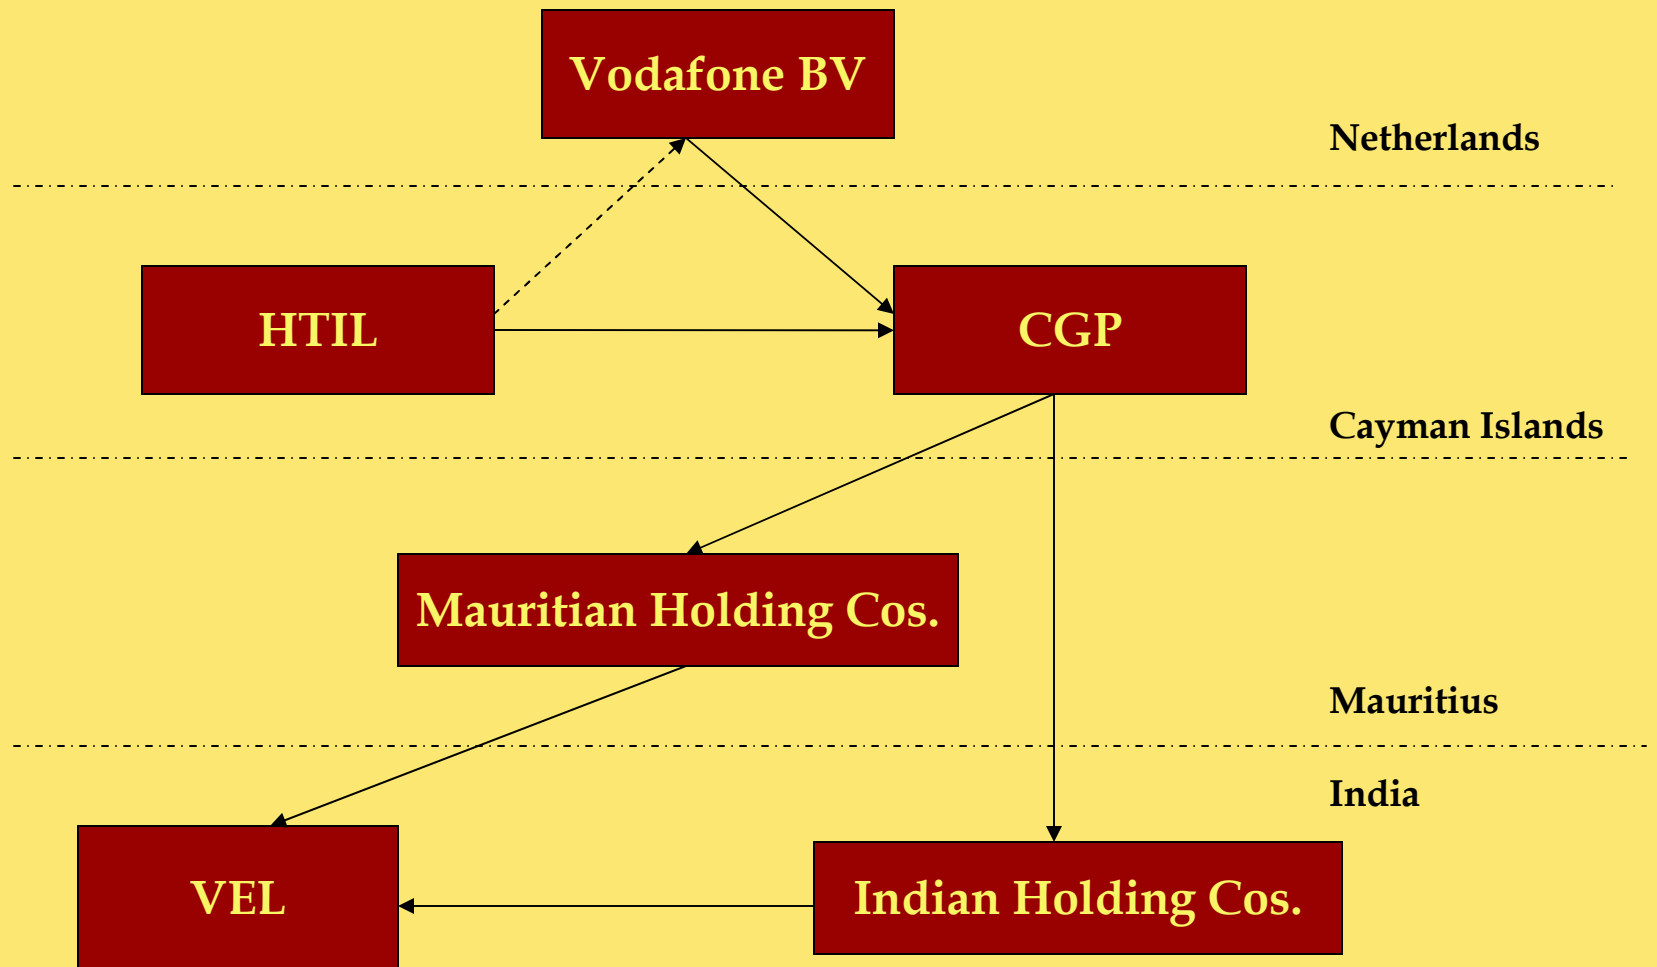 Vodafone BV
Netherlands
HTIL
CGP
Cayman Islands
Mauritian Holding Cos.
Mauritius
India
VEL
Indian Holding Cos.